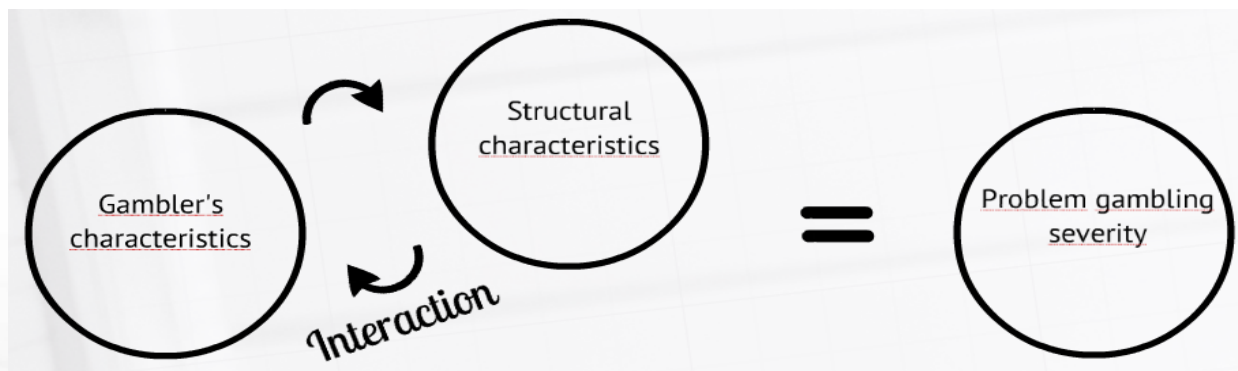 Gambler's
characteristics
Structural
characteristics
Interaction
=
Problem gambling
severity